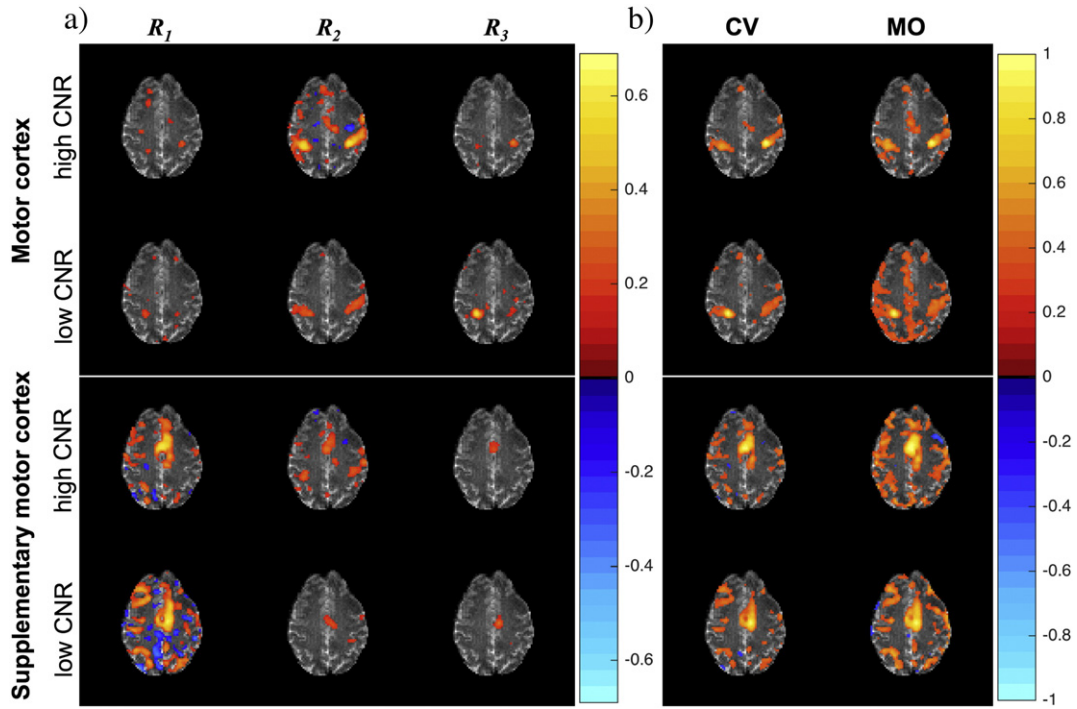 a)
R1 R2 R3
b)
CV MO
Motor cortex
high CNR
low CNR
Supplementary motor cortex
high CNR
low CNR
0.6
0.4
0.2
0
-0.2
-0.4
-0.6
1
0.8
0.6
0.4
0.2
0
-0.2
-0.4
-0.6
-0.8
-1